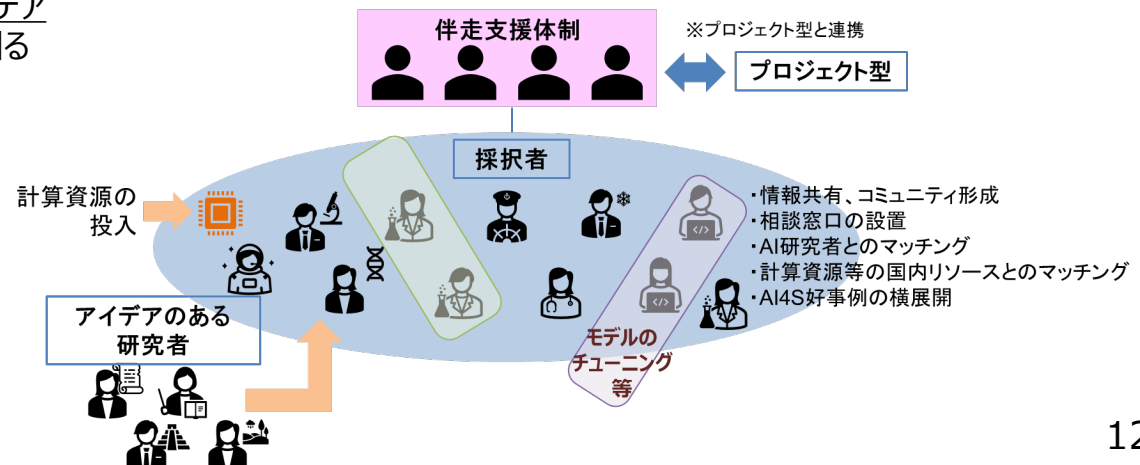 デア
る
伴走支援体制
※プロジェクト型と連携
プロジェクト型
採択者
計算資源の
投入
・情報共有、コミュニティ形成
・相談窓口の設置
・AI研究者とのマッチング
・計算資源等の国内リソースとのマッチング
・AI4S好事例の横展開
アイデアのある
研究者
モデルの
チューニング
等
12